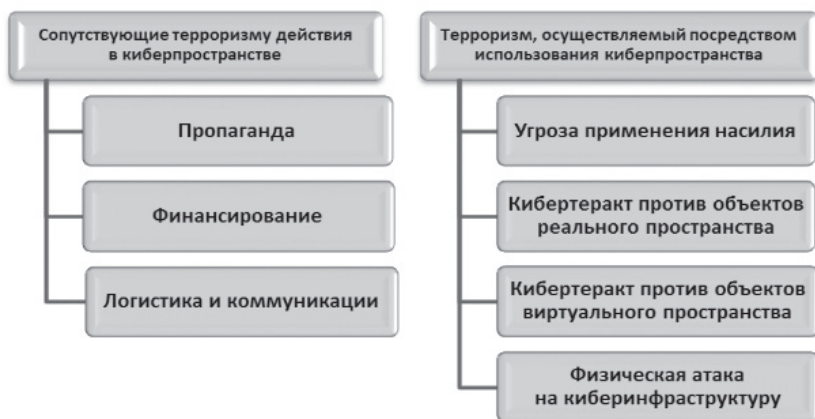 Сопутствующие терроризму действия
в киберпространстве
Пропаганда
Финансирование
Логистика и коммуникации
Терроризм, осуществляемый посредством
использования киберпространства
Угроза применения насилия
Кибертеракт против объектов
реального пространства
Кибертеракт против объектов
виртуального пространства
Физическая атака
на киберинфраструктуру